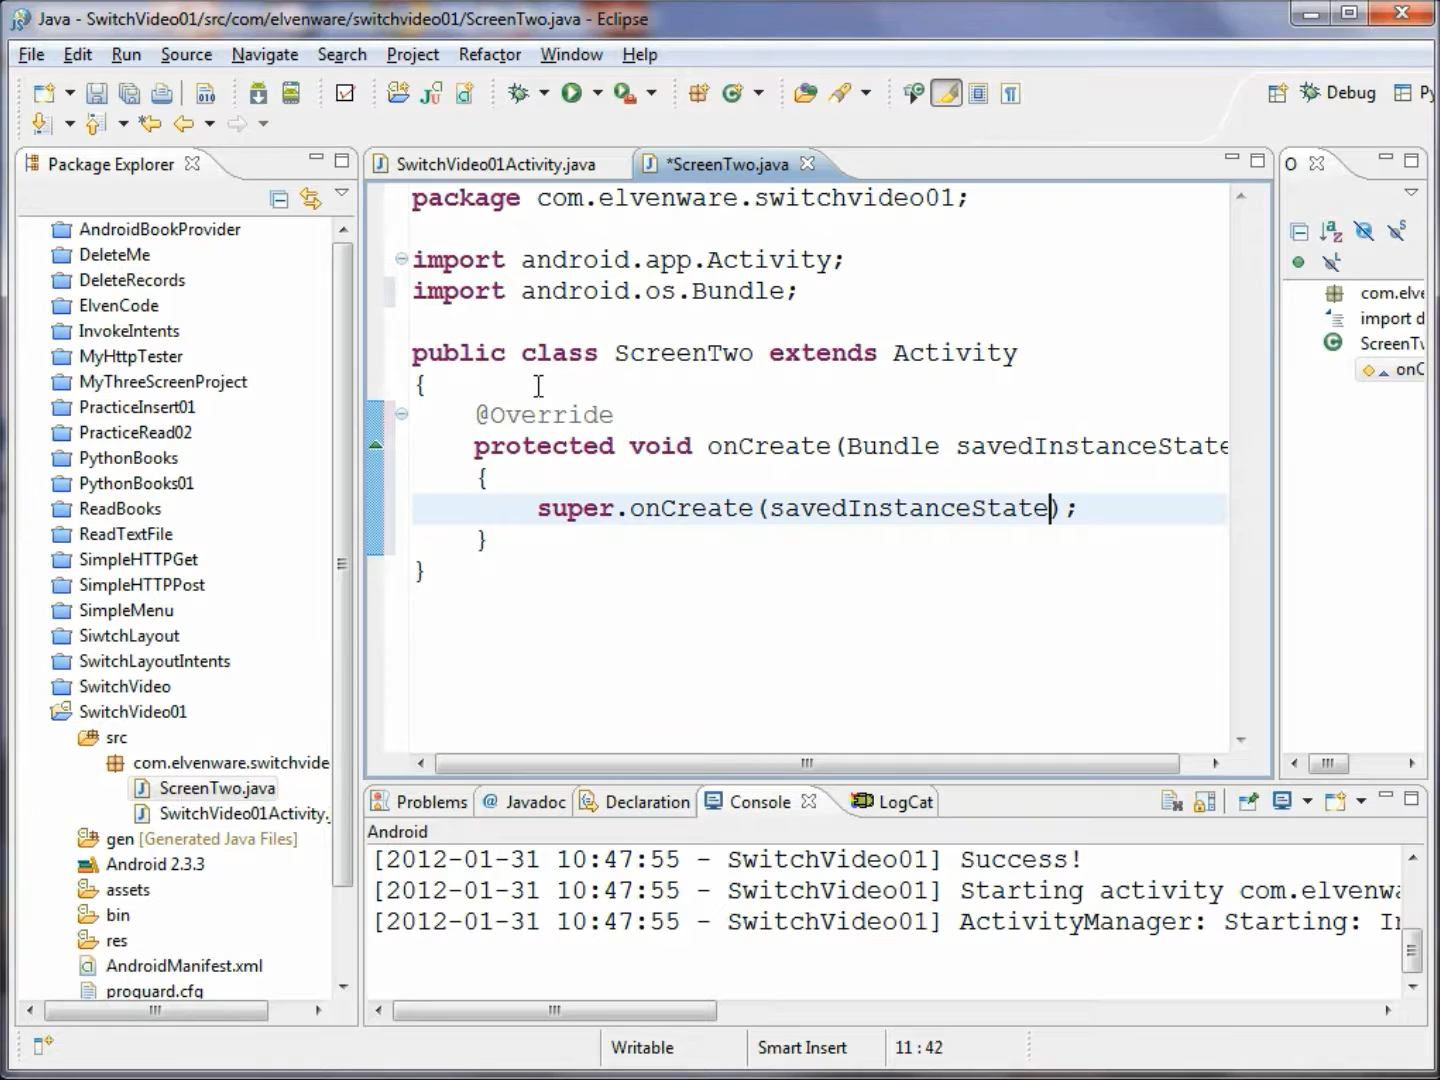 Java - SwitchVideo01/src/com/elvenware/switchvideo01/ScreenTwo.java - Eclipse
File Edit Run Source Navigate Search Project Refactor Window Help
Debug Py
Package Explorer
AndroidBookProvider
DeleteMe
DeleteRecords
ElvenCode
InvokeIntents
MyHttpTester
MyThreeScreenProject
PracticeInsert01
PracticeRead02
PythonBooks
PythonBooks01
ReadBooks
ReadTextFile
SimpleHTTPGet
SimpleHTTPPost
SimpleMenu
SiwtchLayout
SwitchLayoutIntents
SwitchVideo
SwitchVideo01
src
com.elvenware.switchvide
ScreenTwo.java
SwitchVideo01Activity.
gen [Generated Java Files]
Android 2.3.3
assets
bin
res
AndroidManifest.xml
proguard.cfg
SwitchVideo01Activity.java *ScreenTwo.java
package com.elvenware.switchvideo01;
import android.app.Activity;
import android.os.Bundle;
public class ScreenTwo extends Activity
{
@Override
protected void onCreate(Bundle savedInstanceState
{
super.onCreate(savedInstanceState);
}
}
O
com.elve
import d
ScreenTw
onC
Problems @ Javadoc Declaration Console LogCat
Android
[2012-01-31 10:47:55 - SwitchVideo01] Success!
[2012-01-31 10:47:55 - SwitchVideo01] Starting activity com.elvenwa
[2012-01-31 10:47:55 - SwitchVideo01] ActivityManager: Starting: In
Writable Smart Insert 11 : 42